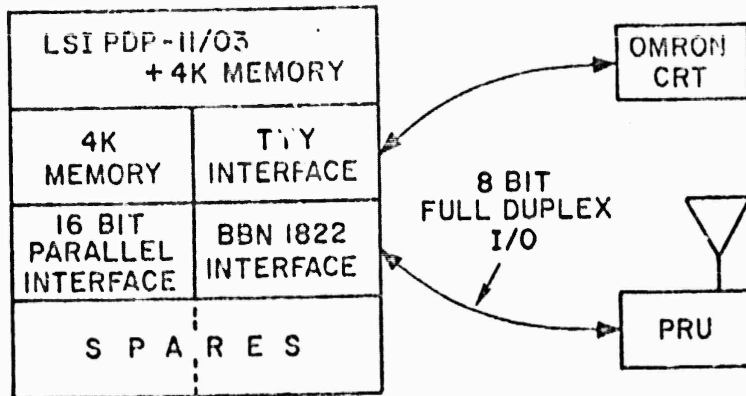 LSI PDP-11/03
+ 4K MEMORY
4K
MEMORY
TTY
INTERFACE
16 BIT
PARALLEL
INTERFACE
BBN 1822
INTERFACE
SPARES
OMRON
CRT
8 BIT
FULL DUPLEX
I/O
PRU